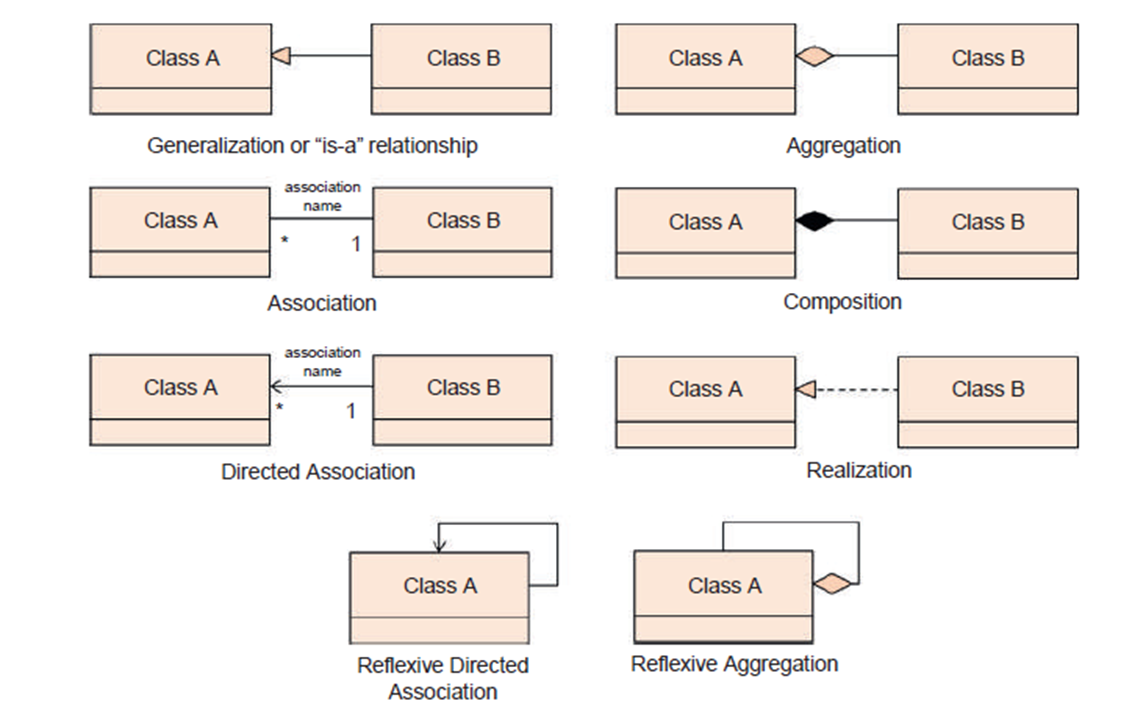 Class A
Class B
Generalization or “is-a” relationship
Class A
Class B
Aggregation
Class A
association
name
* 1
Class B
Association
Class A
Class B
Composition
Class A
association
name
* 1
Class B
Directed Association
Class A
Class B
Realization
Class A
Reflexive Directed
Association
Class A
Reflexive Aggregation